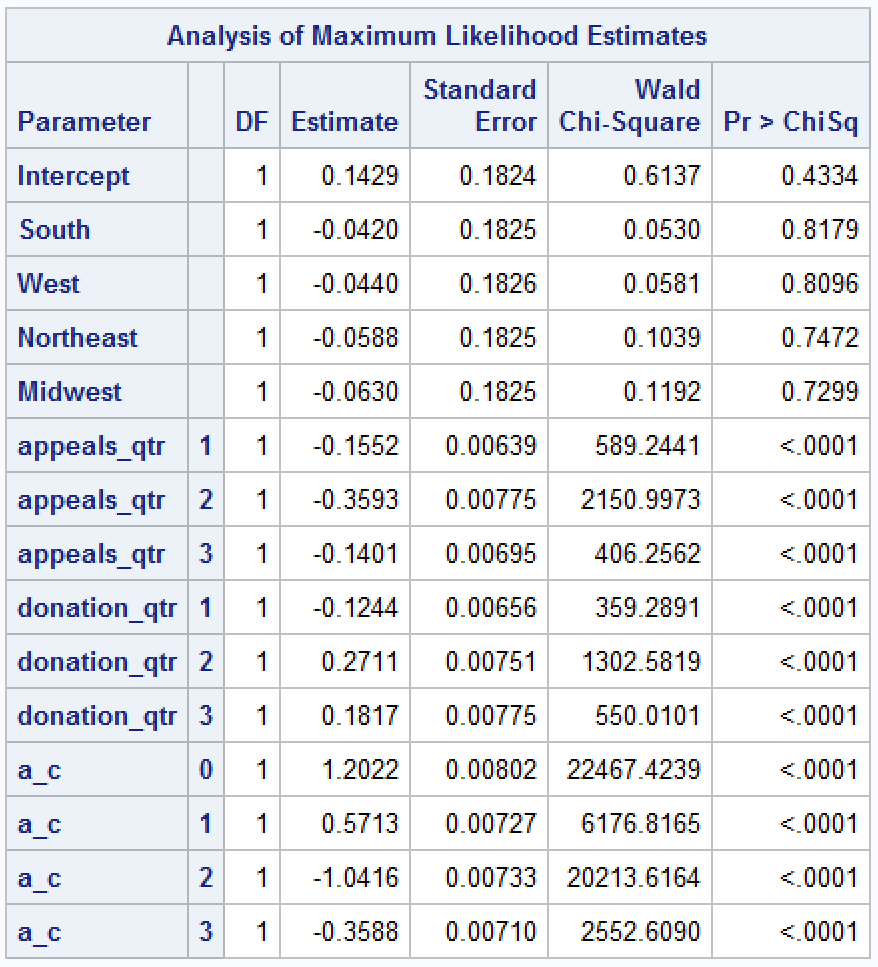 Analysis of Maximum Likelihood Estimates
Parameter DF Estimate Standard Error Wald Chi-Square Pr > ChiSq
Intercept 1 0.1429 0.1824 0.6137 0.4334
South 1 -0.0420 0.1825 0.0530 0.8179
West 1 -0.0440 0.1826 0.0581 0.8096
Northeast 1 -0.0588 0.1825 0.1039 0.7472
Midwest 1 -0.0630 0.1825 0.1192 0.7299
appeals_qtr 1 1 -0.1552 0.00639 589.2441 <.0001
appeals_qtr 2 1 -0.3593 0.00775 2150.9973 <.0001
appeals_qtr 3 1 -0.1401 0.00695 406.2562 <.0001
donation_qtr 1 1 -0.1244 0.00656 359.2891 <.0001
donation_qtr 2 1 0.2711 0.00751 1302.5819 <.0001
donation_qtr 3 1 0.1817 0.00775 550.0101 <.0001
a_c 0 1 1.2022 0.00802 22467.4239 <.0001
a_c 1 1 0.5713 0.00727 6176.8165 <.0001
a_c 2 1 -1.0416 0.00733 20213.6164 <.0001
a_c 3 1 -0.3588 0.00710 2552.6090 <.0001